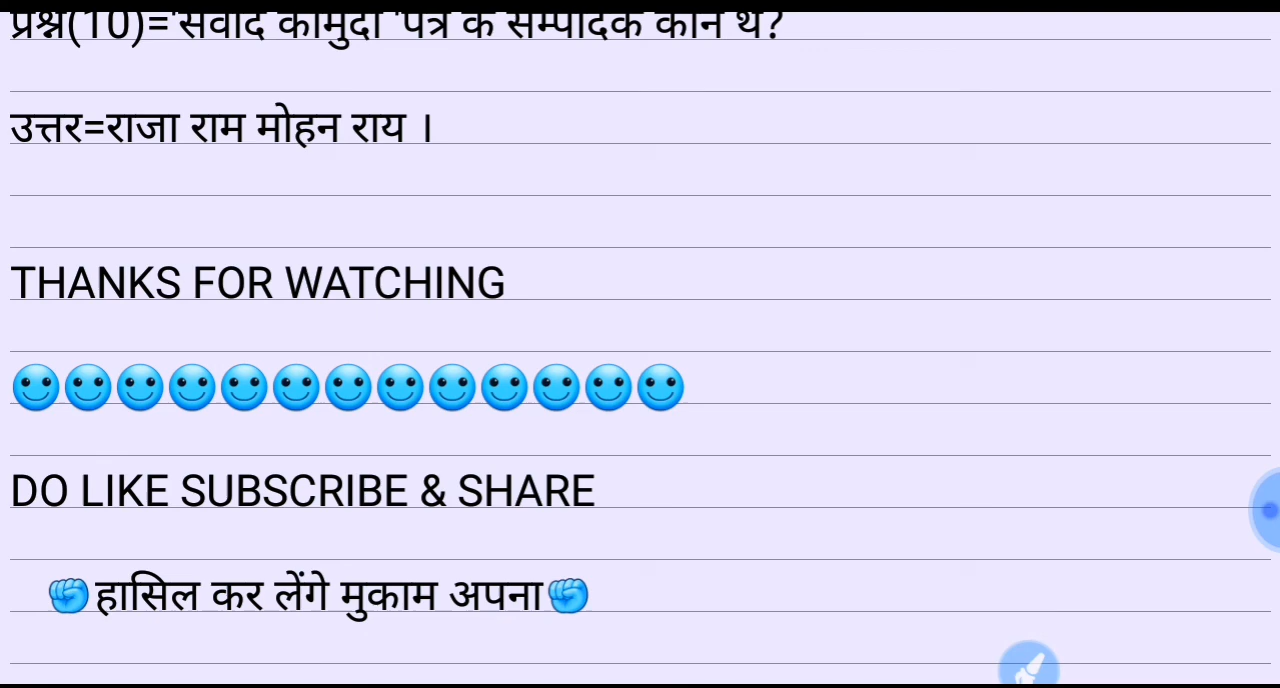 प्रश्न(10)='संवाद कौमुदी 'पत्र के सम्पादक कौन थे?
उत्तर=राजा राम मोहन राय ।
THANKS FOR WATCHING
DO LIKE SUBSCRIBE & SHARE
हासिल कर लेंगे मुकाम अपना